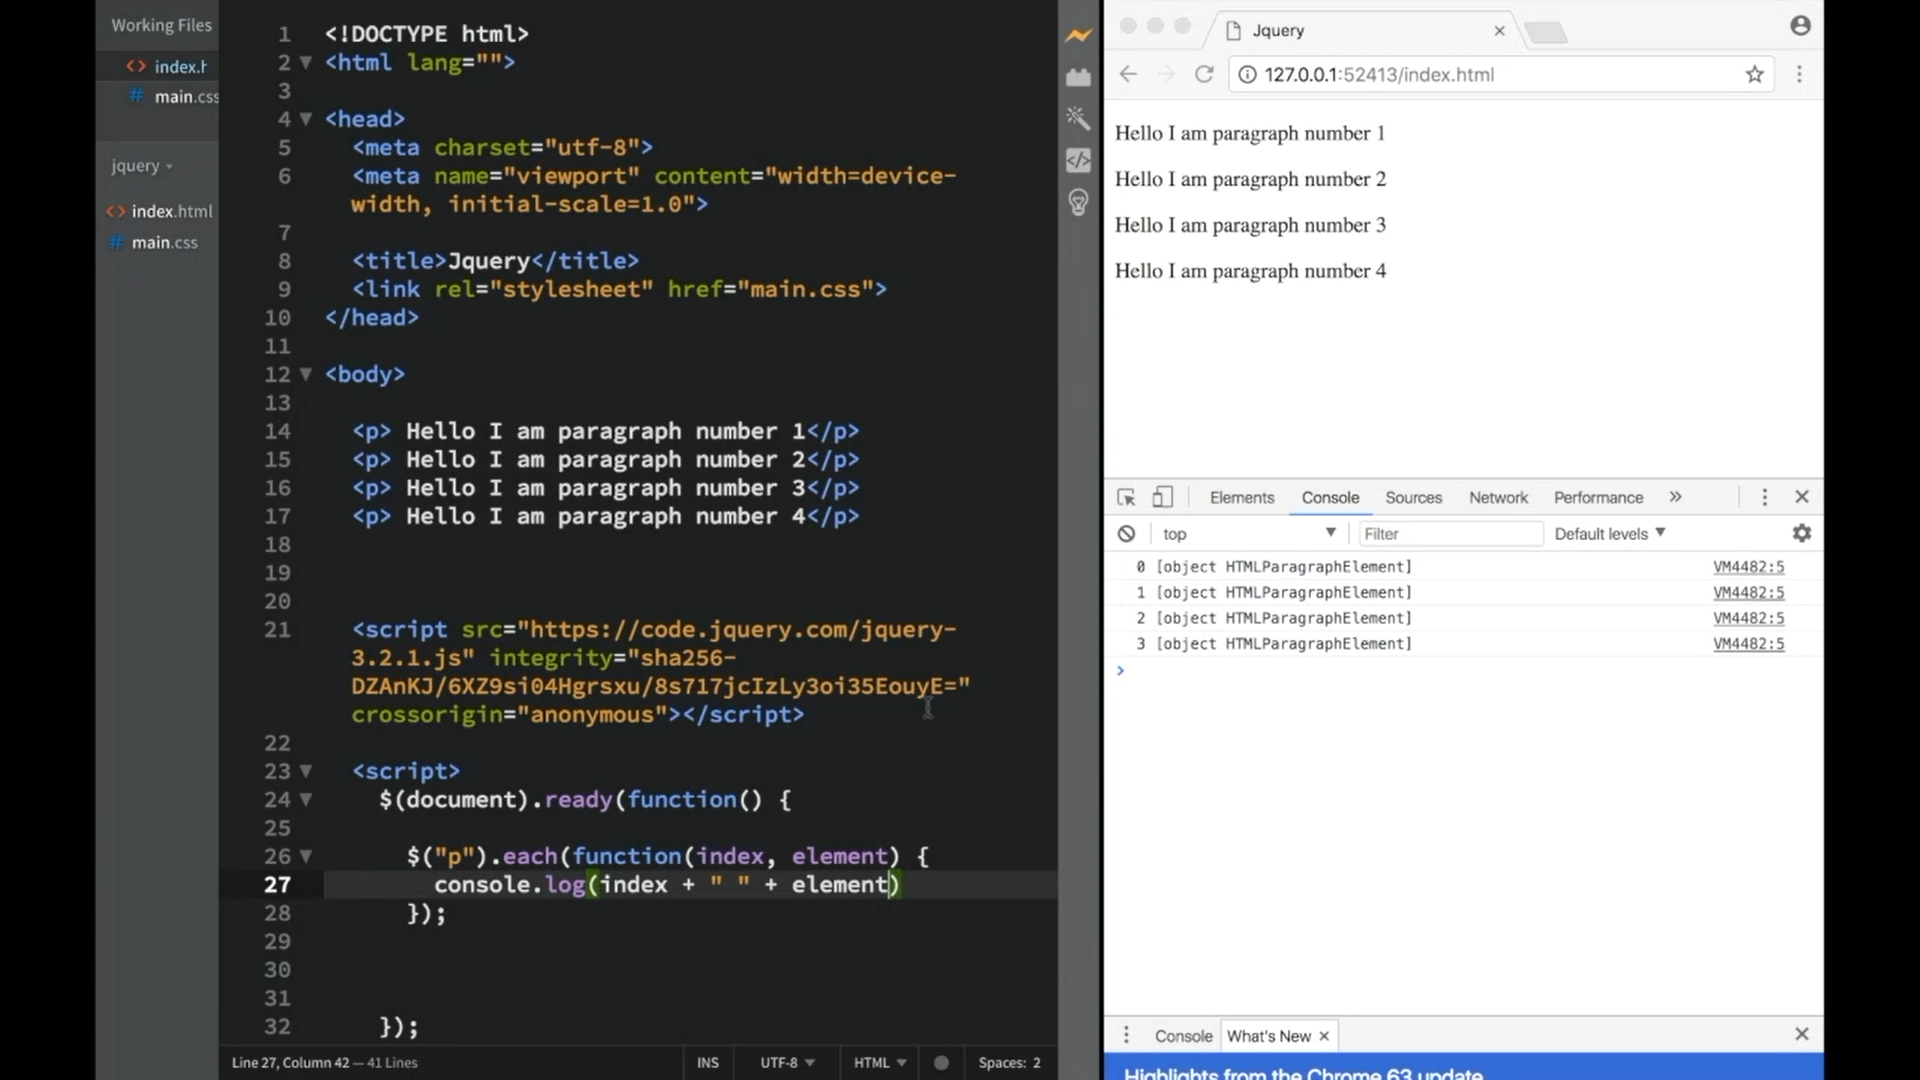 Working Files
<> index.h
# main.css
jquery
<> index.html
# main.css
1 <!DOCTYPE html>
2 <html lang="">
3
4 <head>
5 <meta charset="utf-8">
6 <meta name="viewport" content="width=device-
width, initial-scale=1.0">
7
8 <title>Jquery</title>
9 <link rel="stylesheet" href="main.css">
10 </head>
11
12 <body>
13
14 <p> Hello I am paragraph number 1</p>
15 <p> Hello I am paragraph number 2</p>
16 <p> Hello I am paragraph number 3</p>
17 <p> Hello I am paragraph number 4</p>
18
19
20
21 <script src="https://code.jquery.com/jquery-
3.2.1.js" integrity="sha256-
DZAnKJ/6XZ9si04Hgrsxu/8s717jcIzLy3oi35EouyE="
crossorigin="anonymous"></script>
22
23 <script>
24 $(document).ready(function() {
25
26 $("p").each(function(index, element) {
27 console.log(index + " " + element)
28 });
29
30
31
32 });
Line 27, Column 42 — 41 Lines
INS
UTF-8
HTML
Spaces: 2
Jquery
127.0.0.1:52413/index.html
Hello I am paragraph number 1
Hello I am paragraph number 2
Hello I am paragraph number 3
Hello I am paragraph number 4
Elements Console Sources Network Performance »
top Filter Default levels
0 [object HTMLParagraphElement] VM4482:5
1 [object HTMLParagraphElement] VM4482:5
2 [object HTMLParagraphElement] VM4482:5
3 [object HTMLParagraphElement] VM4482:5
>
Console What's New
Highlights from the Chrome 63 update